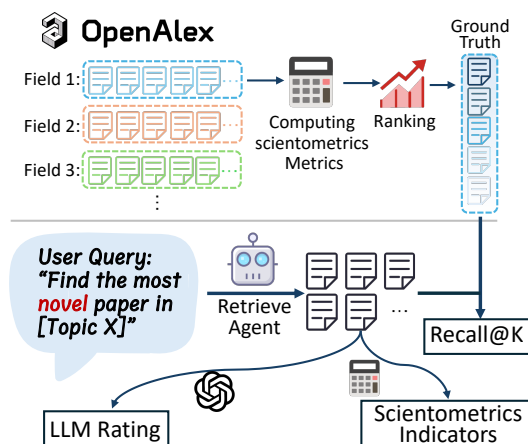 OpenAlex
Ground
Truth
Field 1:
Field 2:
Field 3:
Computing
scientometrics
Metrics
Ranking
User Query:
“Find the most
novel paper in
[Topic X]”
Retrieve
Agent
Recall@K
LLM Rating
Scientometrics
Indicators